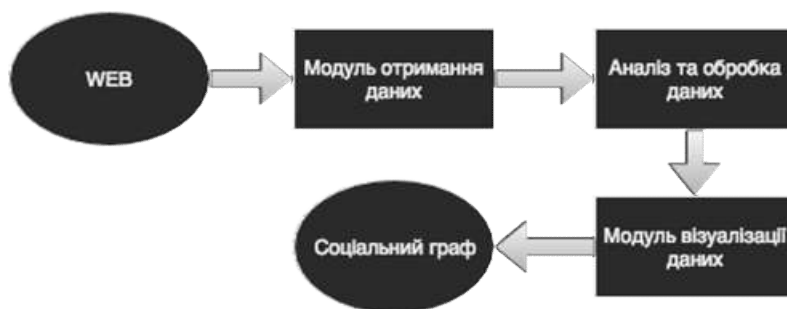 WEB
Модуль отримання
даних
Аналіз та обробка
даних
Соціальний граф
Модуль візуалізації
даних